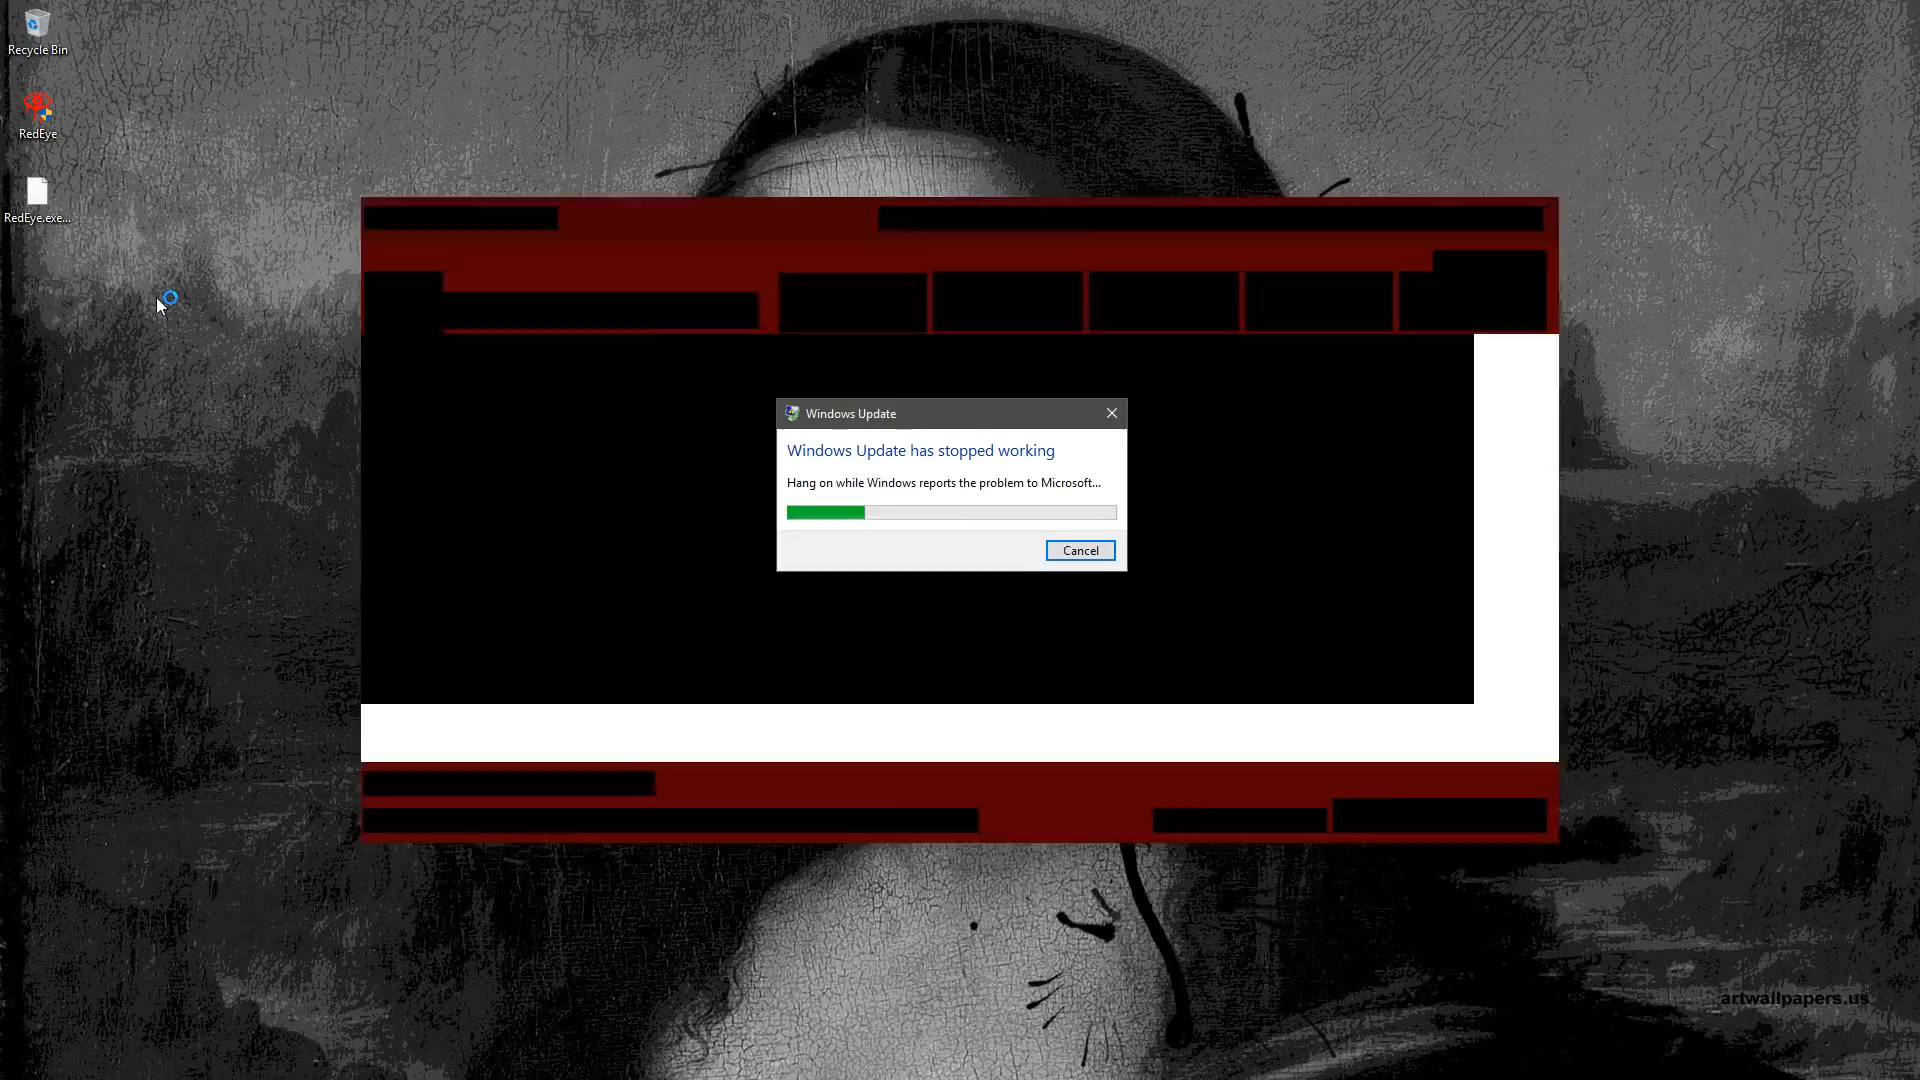 Recycle Bin
RedEye
RedEye.exe...
Windows Update
Windows Update has stopped working
Hang on while Windows reports the problem to Microsoft...
Cancel
artwallpapers.us